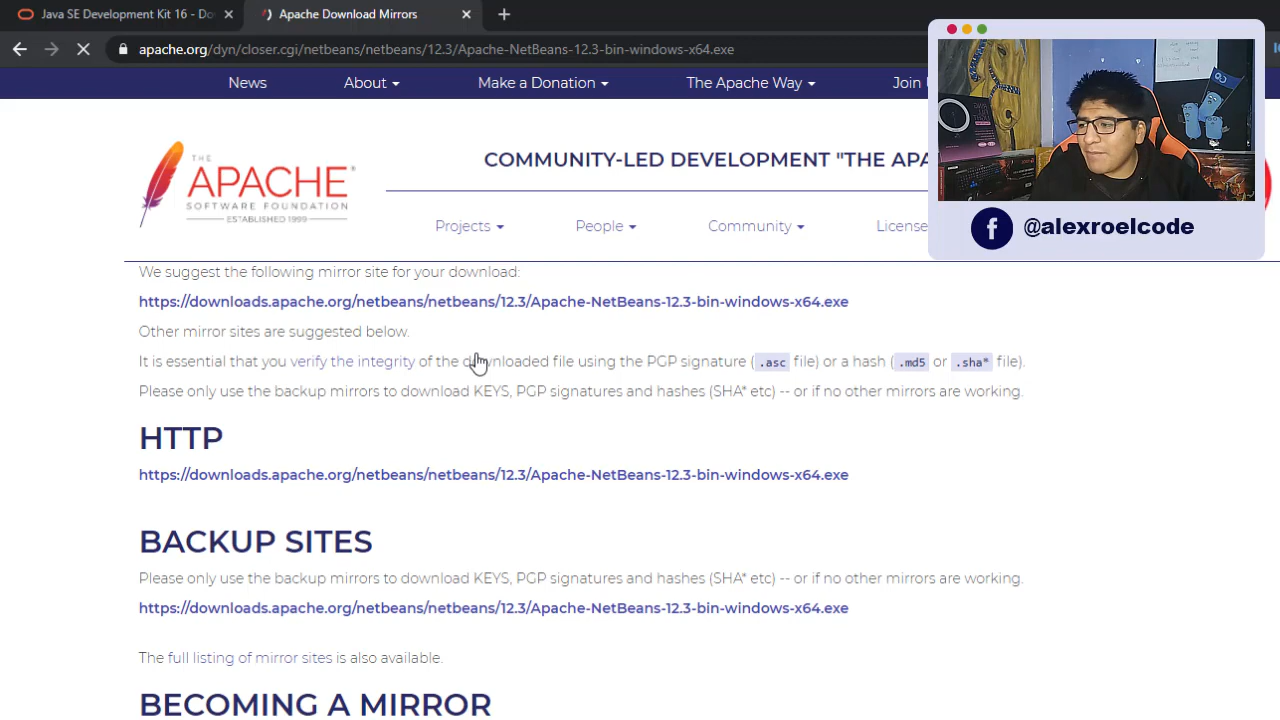 Java SE Development Kit 16 - Do
Apache Download Mirrors
apache.org/dyn/closer.cgi/netbeans/netbeans/12.3/Apache-NetBeans-12.3-bin-windows-x64.exe
News About Make a Donation The Apache Way Join
THE
APACHE®
SOFTWARE FOUNDATION
ESTABLISHED 1999
COMMUNITY-LED DEVELOPMENT "THE APA
Projects People Community License
@alexroelcode
We suggest the following mirror site for your download:
https://downloads.apache.org/netbeans/netbeans/12.3/Apache-NetBeans-12.3-bin-windows-x64.exe
Other mirror sites are suggested below.
It is essential that you verify the integrity of the downloaded file using the PGP signature ( .asc file) or a hash ( .md5 or .sha* file).
Please only use the backup mirrors to download KEYS, PGP signatures and hashes (SHA* etc) -- or if no other mirrors are working.
HTTP
https://downloads.apache.org/netbeans/netbeans/12.3/Apache-NetBeans-12.3-bin-windows-x64.exe
BACKUP SITES
Please only use the backup mirrors to download KEYS, PGP signatures and hashes (SHA* etc) -- or if no other mirrors are working.
https://downloads.apache.org/netbeans/netbeans/12.3/Apache-NetBeans-12.3-bin-windows-x64.exe
The full listing of mirror sites is also available.
BECOMING A MIRROR